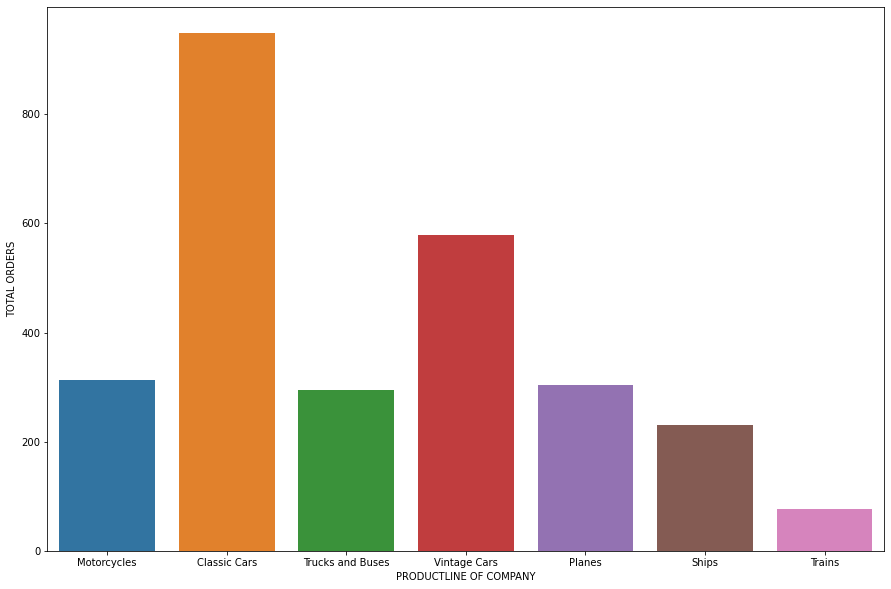 TOTAL ORDERS
800
600
400
200
0
Motorcycles Classic Cars Trucks and Buses Vintage Cars Planes Ships Trains
PRODUCTLINE OF COMPANY